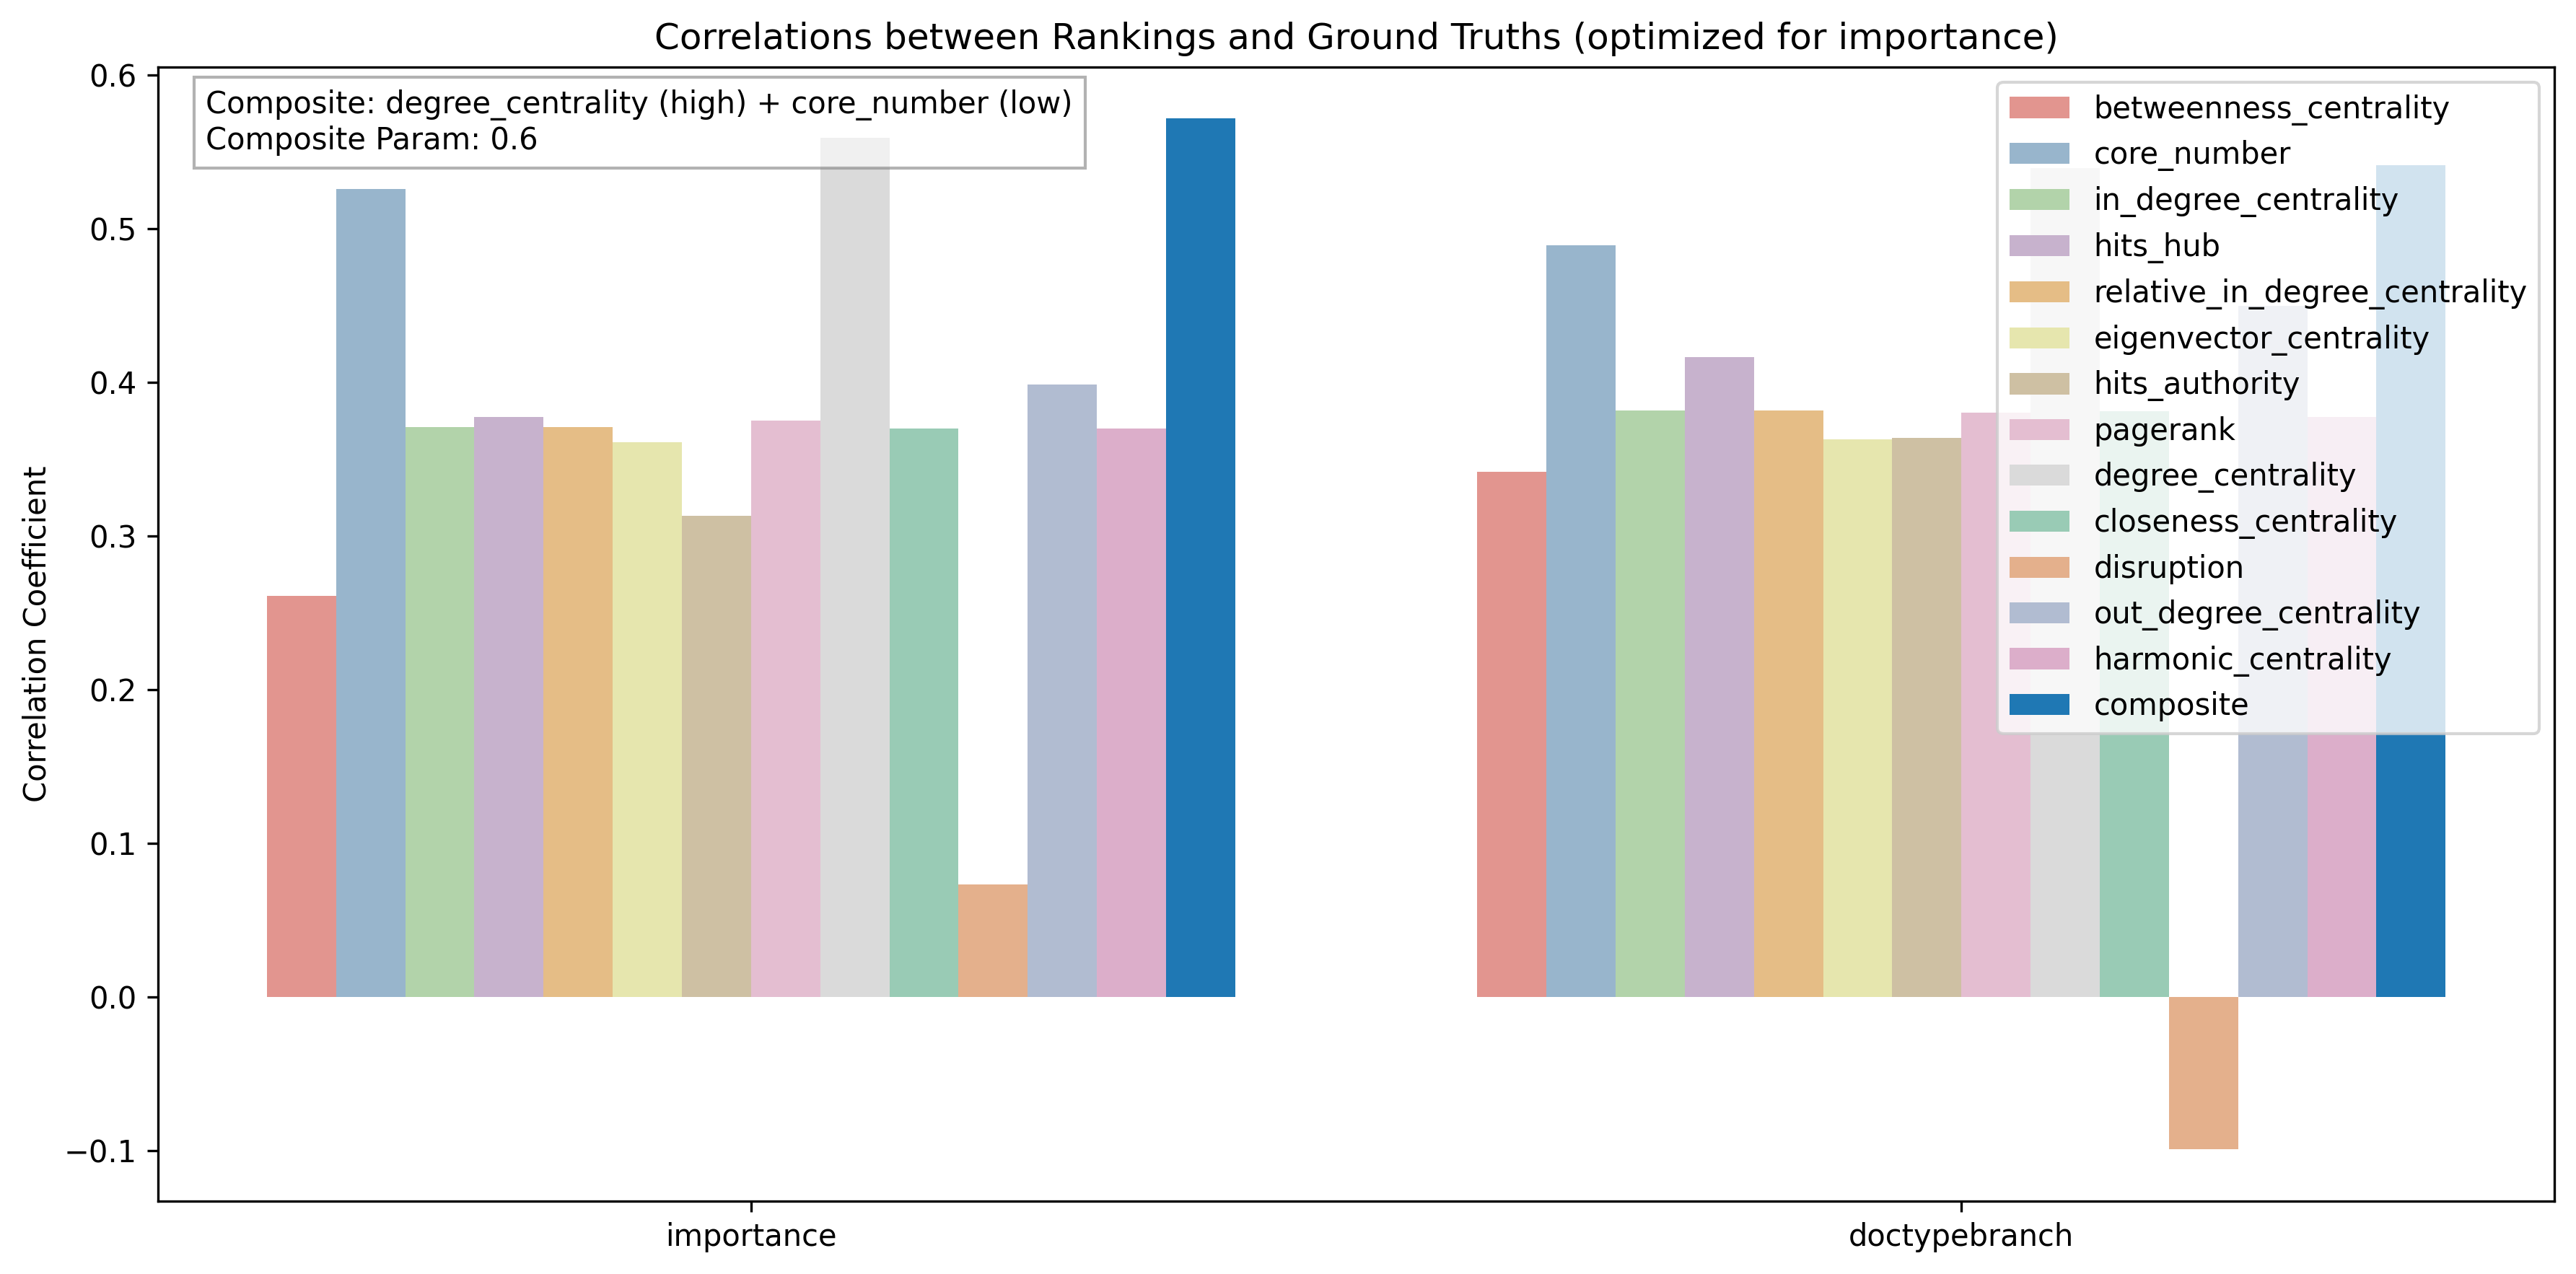 Correlations between Rankings and Ground Truths (optimized for importance)
Composite: degree_centrality (high) + core_number (low)
Composite Param: 0.6
Correlation Coefficient
0.6
0.5
0.4
0.3
0.2
0.1
0.0
−0.1
betweenness_centrality
core_number
in_degree_centrality
hits_hub
relative_in_degree_centrality
eigenvector_centrality
hits_authority
pagerank
degree_centrality
closeness_centrality
disruption
out_degree_centrality
harmonic_centrality
composite
importance
doctypebranch